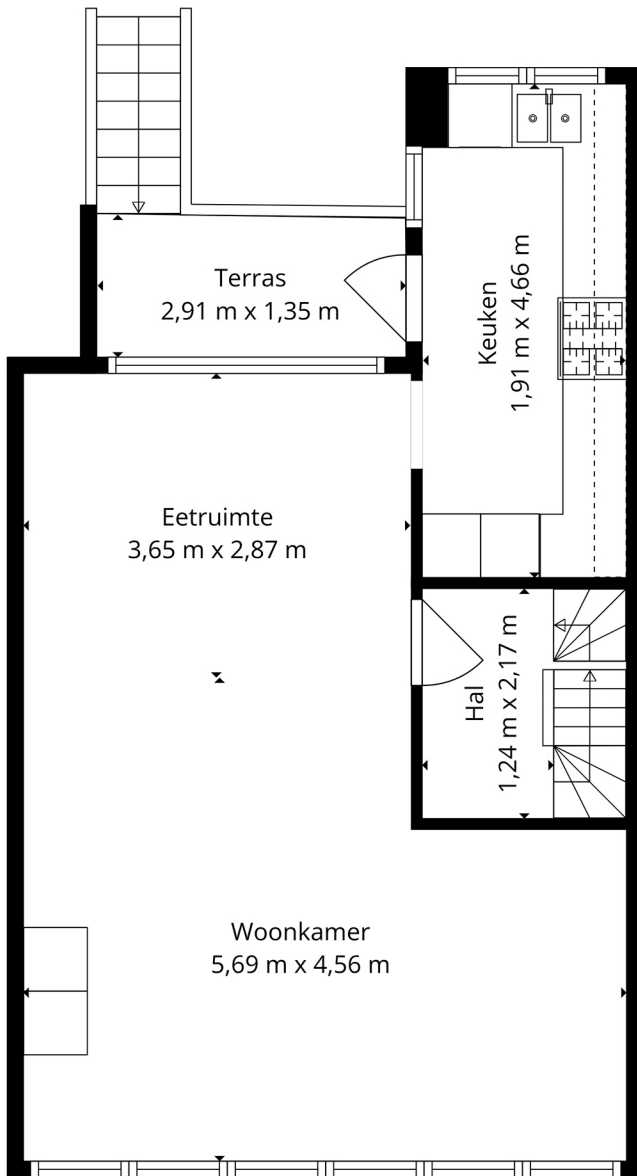 Terras
2,91 m x 1,35 m
Keuken
1,91 m x 4,66 m
Eetruimte
3,65 m x 2,87 m
Hal
1,24 m x 2,17 m
Woonkamer
5,69 m x 4,56 m